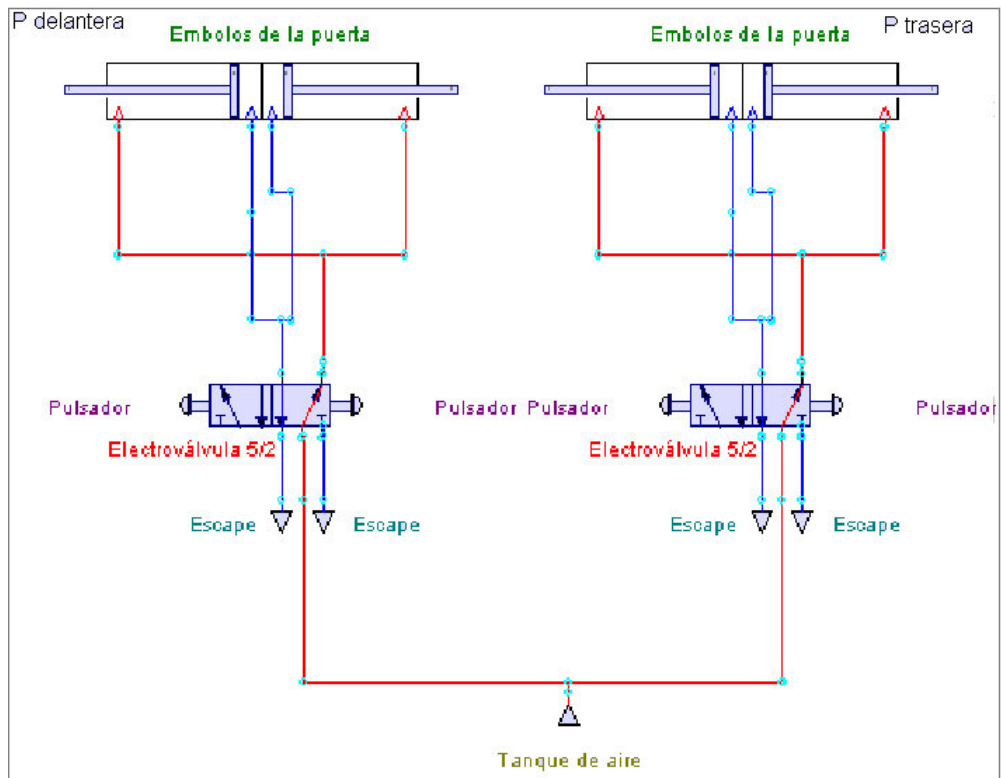 P delantera
Embolos de la puerta
Embolos de la puerta
P trasera
Pulsador
Pulsador
Pulsador
Pulsador
Electroválvula 5/2
Electroválvula 5/2
Escape
Escape
Escape
Escape
Tanque de aire